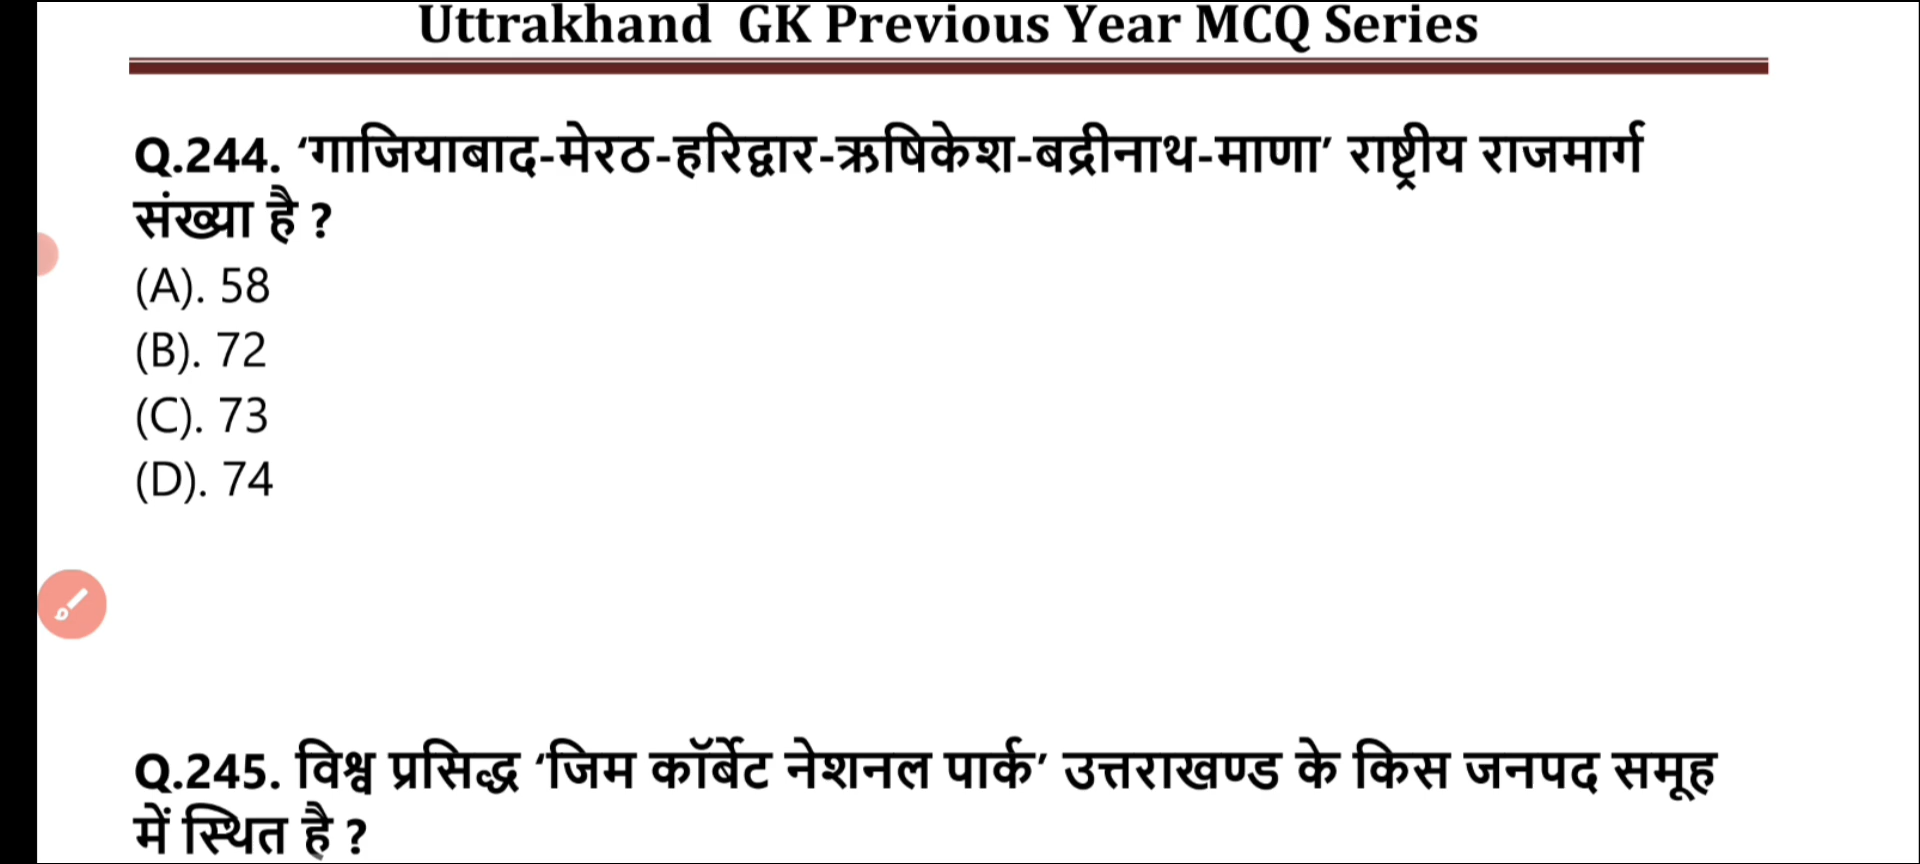 Uttrakhand GK Previous Year MCQ Series
Q.244. ‘गाजियाबाद-मेरठ-हरिद्वार-ऋषिकेश-बद्रीनाथ-माणा’ राष्ट्रीय राजमार्ग
संख्या है ?
(A). 58
(B). 72
(C). 73
(D). 74
Q.245. विश्व प्रसिद्ध ‘जिम कॉर्बेट नेशनल पार्क’ उत्तराखण्ड के किस जनपद समूह
में स्थित है ?